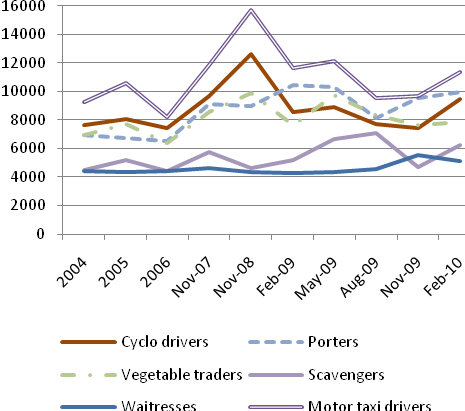 16000
14000
12000
10000
8000
6000
4000
2000
0
2004 2005 2006 Nov-07 Nov-08 Feb-09 May-09 Aug-09 Nov-09 Feb-10
Cyclo drivers Porters
Vegetable traders Scavengers
Waitresses Motor taxi drivers